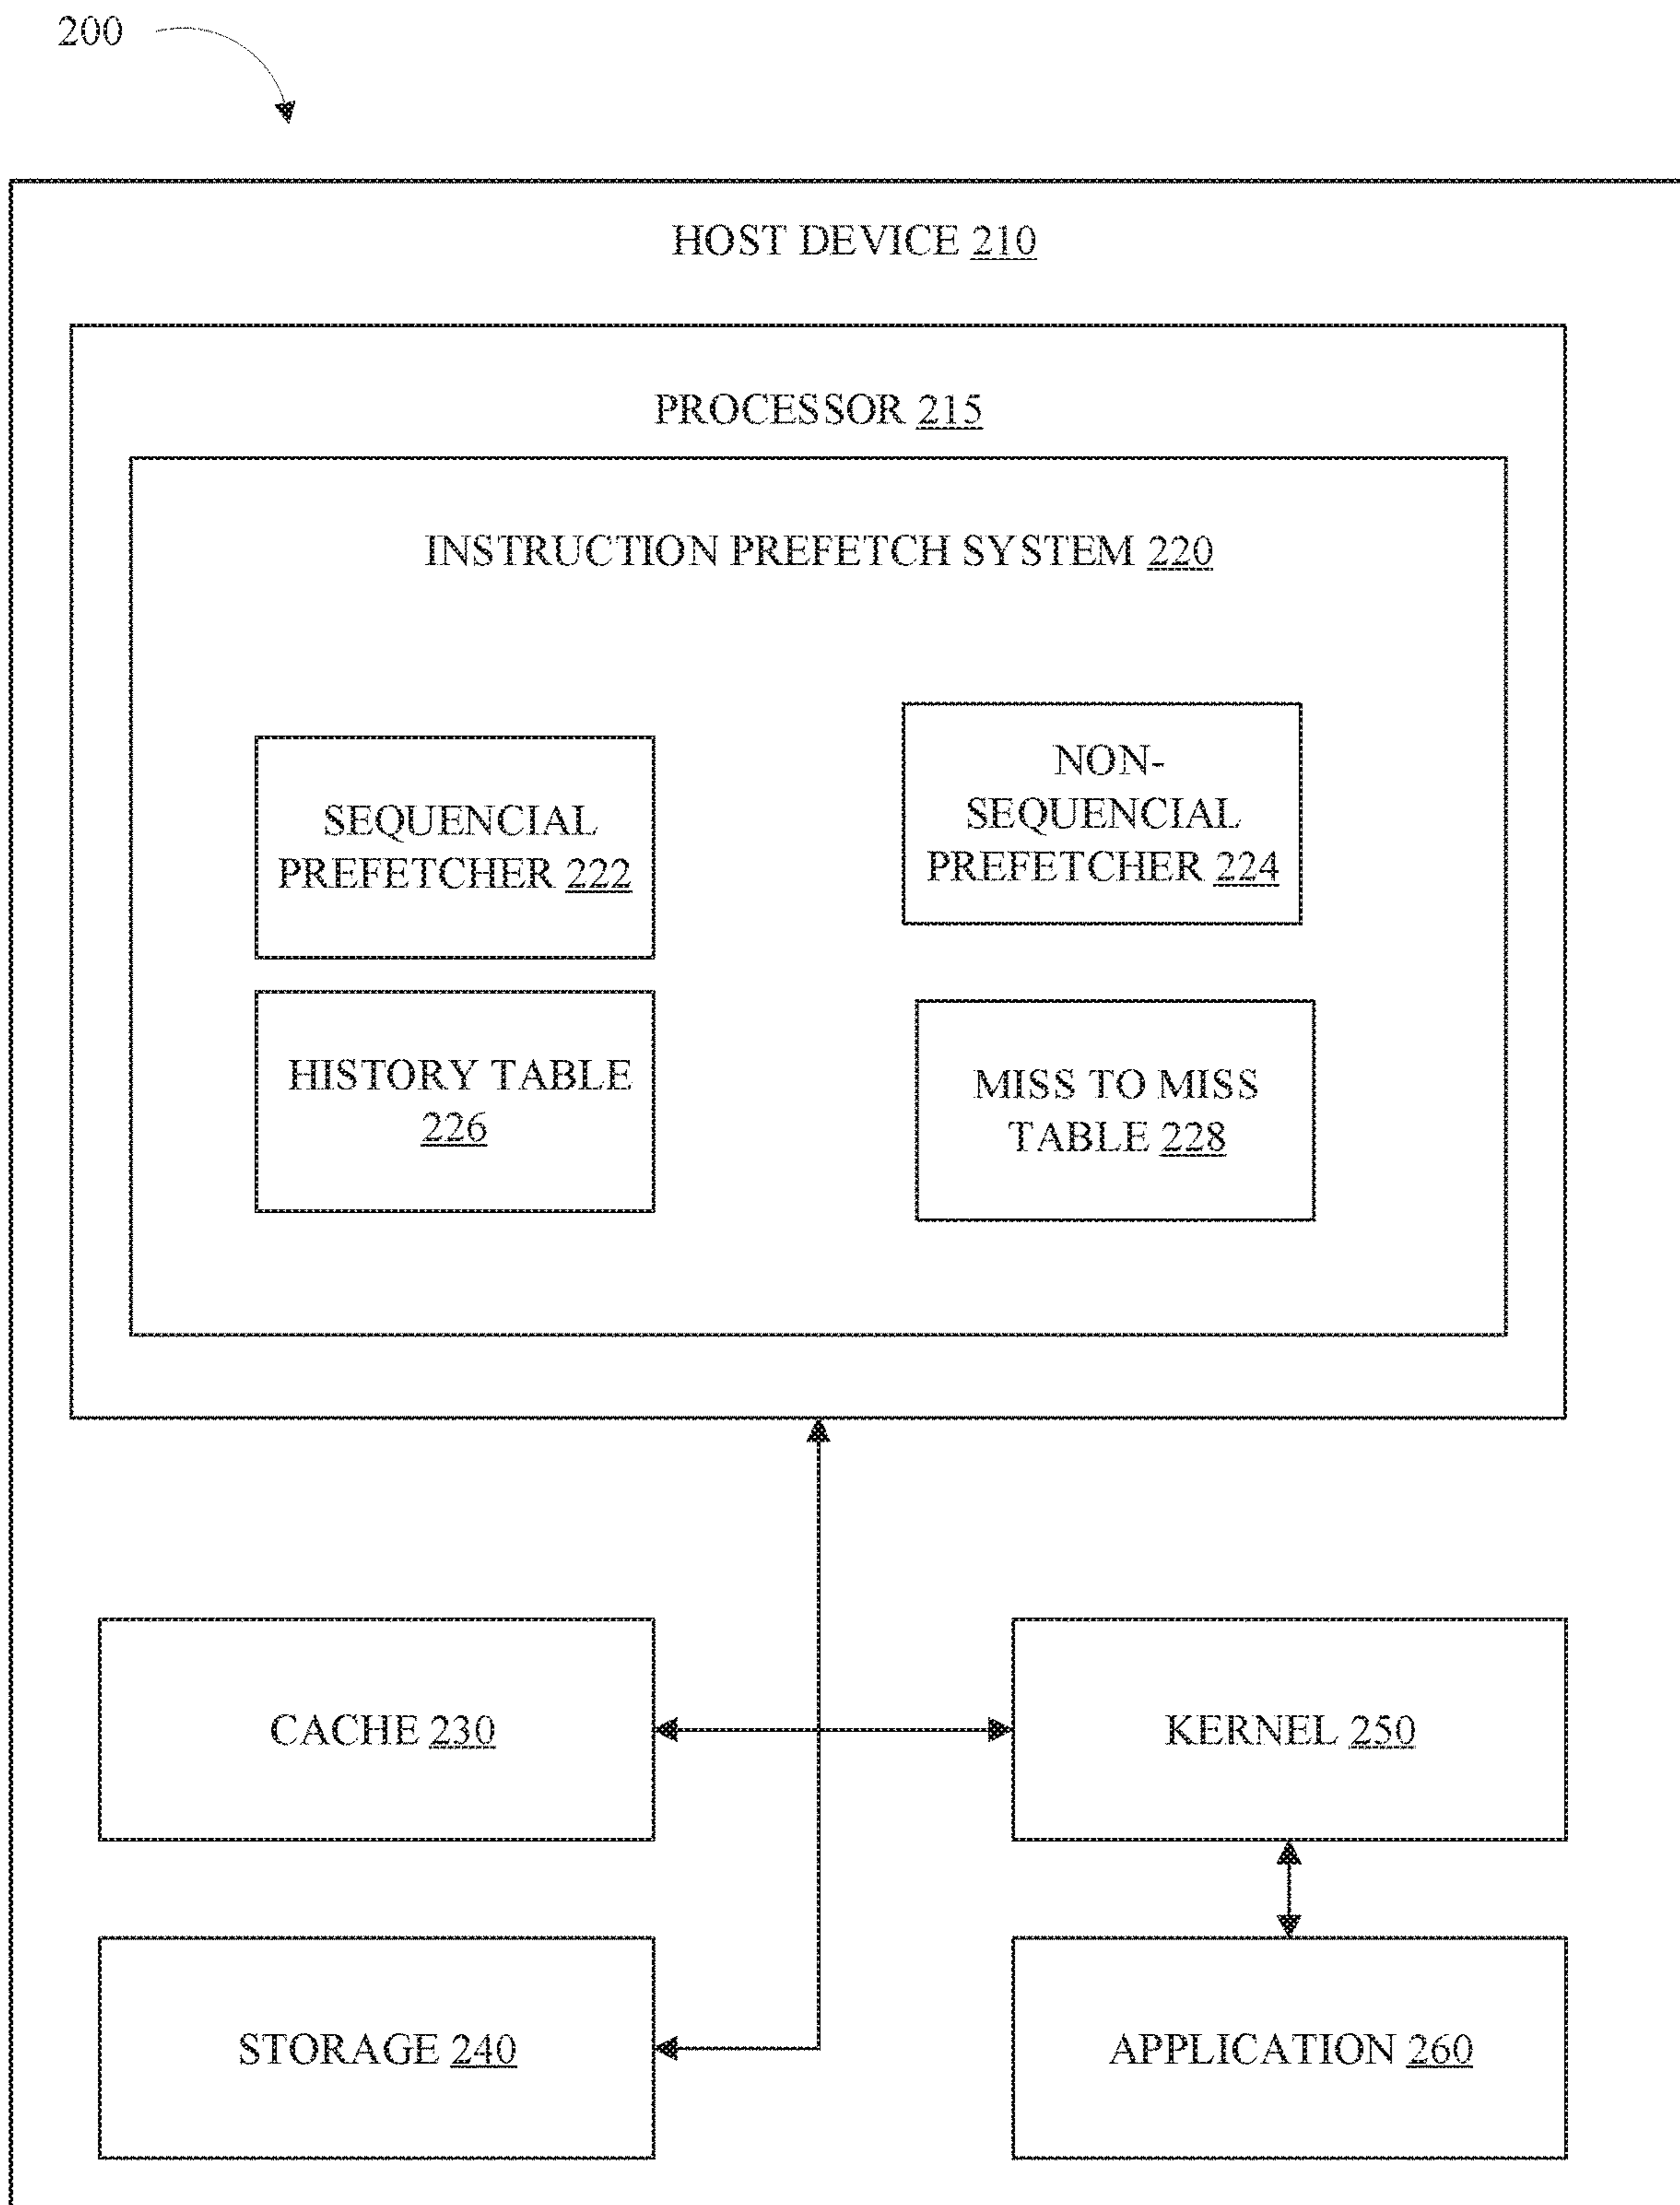 200
HOST DEVICE 210
PROCESSOR 215
INSTRUCTION PREFETCH SYSTEM 220
SEQUENCIAL
PREFETCHER 222
NON-
SEQUENCIAL
PREFETCHER 224
HISTORY TABLE
226
MISS TO MISS
TABLE 228
CACHE 230
KERNEL 250
STORAGE 240
APPLICATION 260